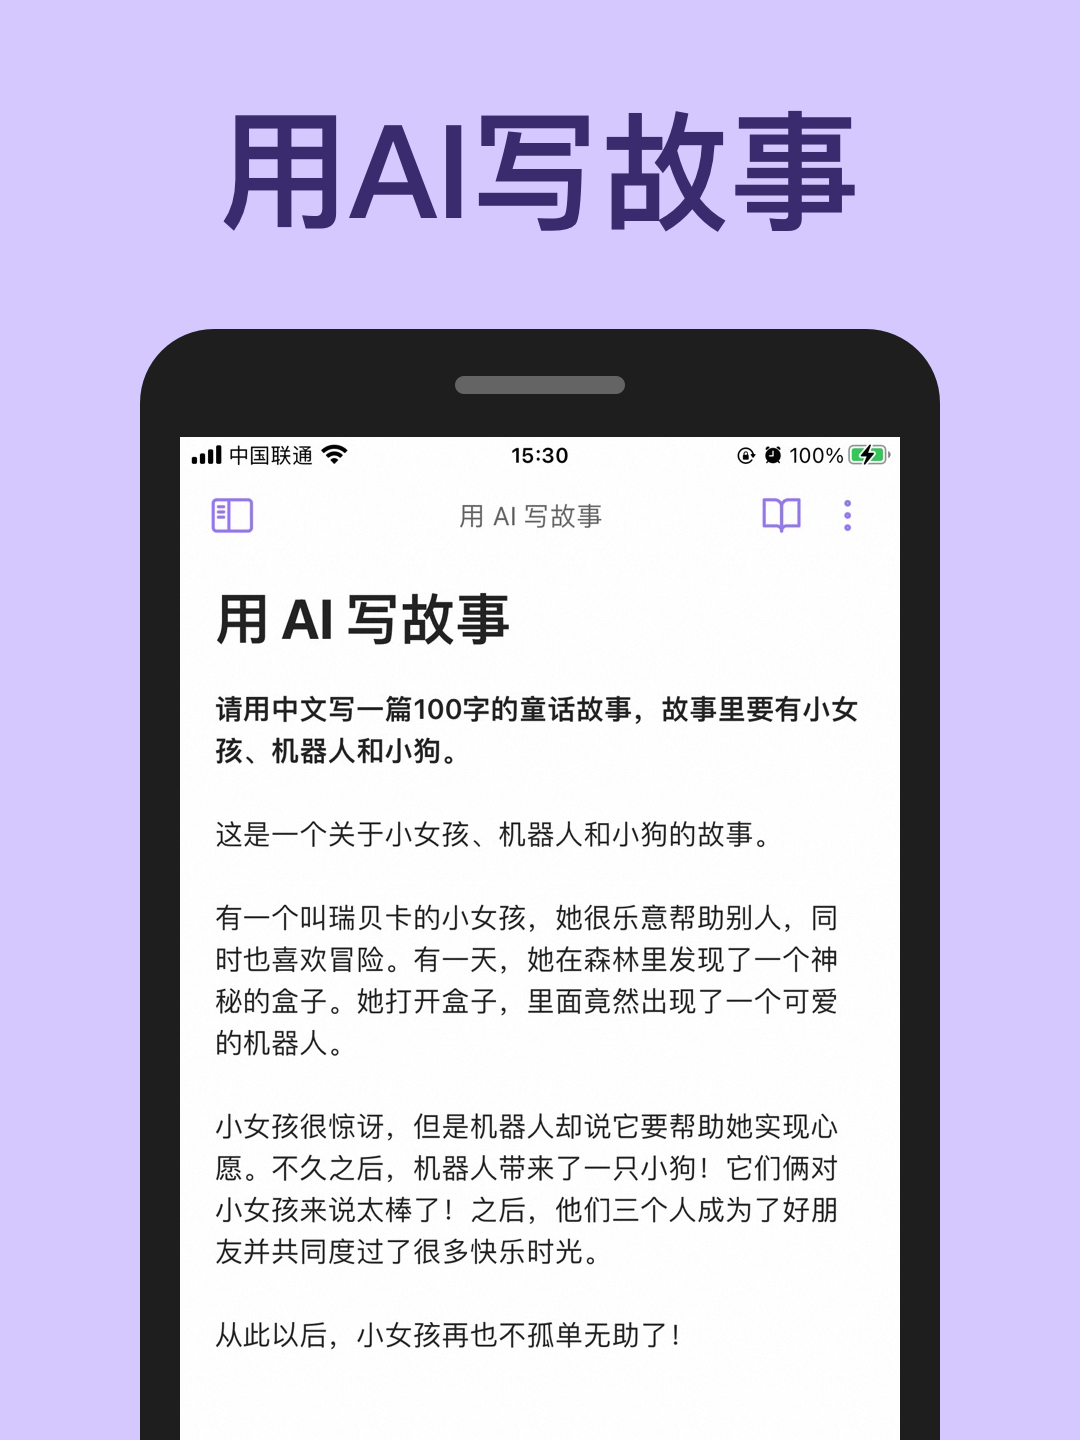 用AI写故事
中国联通
15:30
100%
用 AI 写故事
用 AI 写故事
请用中文写一篇100字的童话故事，故事里要有小女
孩、机器人和小狗。
这是一个关于小女孩、机器人和小狗的故事。
有一个叫瑞贝卡的小女孩，她很乐意帮助别人，同
时也喜欢冒险。有一天，她在森林里发现了一个神
秘的盒子。她打开盒子，里面竟然出现了一个可爱
的机器人。
小女孩很惊讶，但是机器人却说它要帮助她实现心
愿。不久之后，机器人带来了一只小狗！它们俩对
小女孩来说太棒了！之后，他们三个人成为了好朋
友并共同度过了很多快乐时光。
从此以后，小女孩再也不孤单无助了！